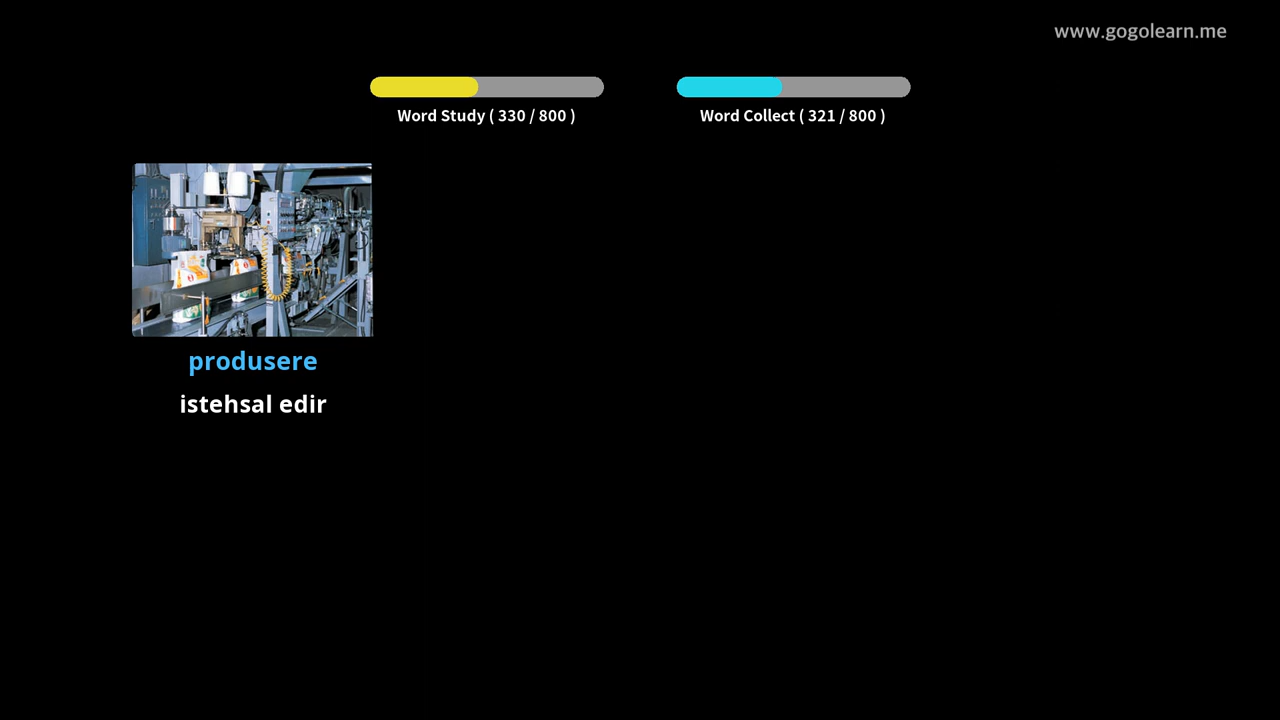 www.gogolearn.me
Word Study ( 330 / 800 )
Word Collect ( 321 / 800 )
produsere
istehsal edir